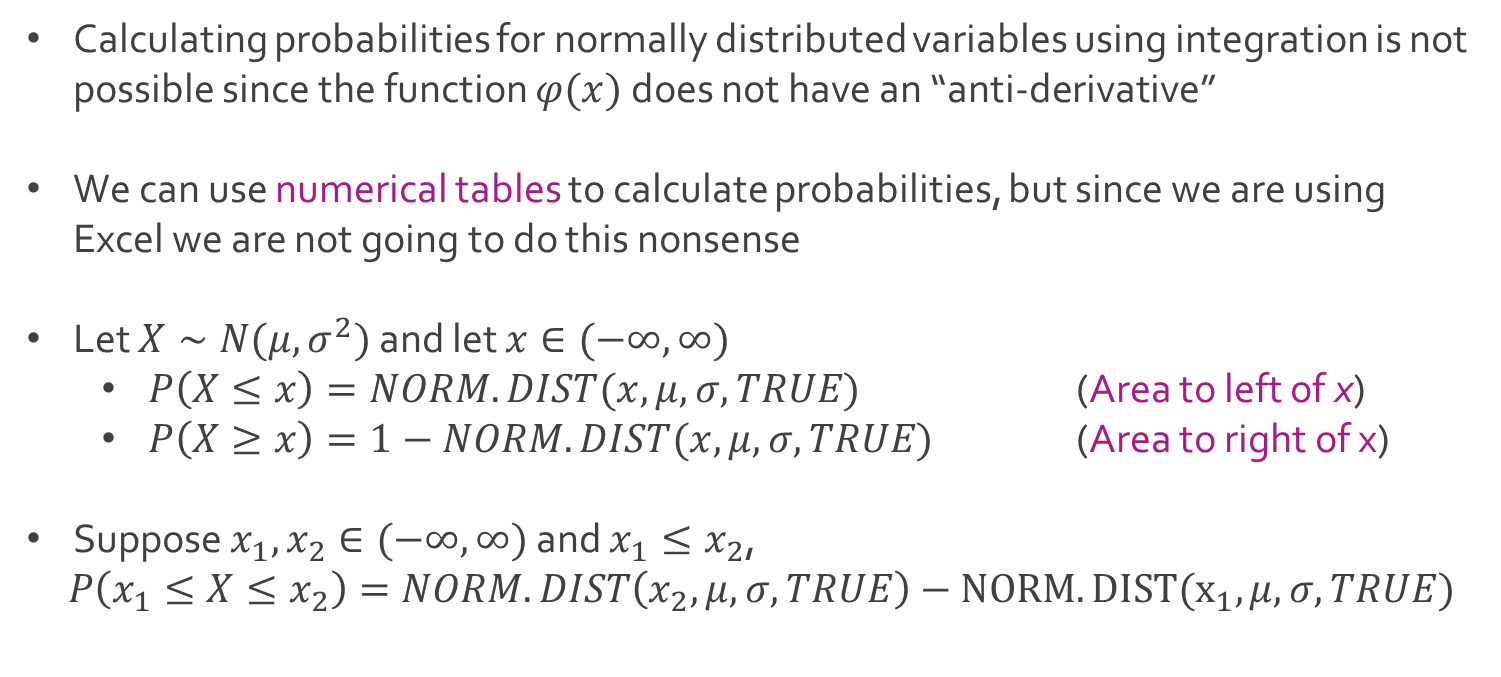 • Calculating probabilities for normally distributed variables using integration is not
possible since the function φ(x) does not have an “anti-derivative”
• We can use numerical tables to calculate probabilities, but since we are using
Excel we are not going to do this nonsense
• Let X ~ N(μ, σ²) and let x ∈ (−∞, ∞)
• P(X ≤ x) = NORM.DIST(x, μ, σ, TRUE) (Area to left of x)
• P(X ≥ x) = 1 − NORM.DIST(x, μ, σ, TRUE) (Area to right of x)
• Suppose x₁, x₂ ∈ (−∞, ∞) and x₁ ≤ x₂,
P(x₁ ≤ X ≤ x₂) = NORM.DIST(x₂, μ, σ, TRUE) − NORM.DIST(x₁, μ, σ, TRUE)